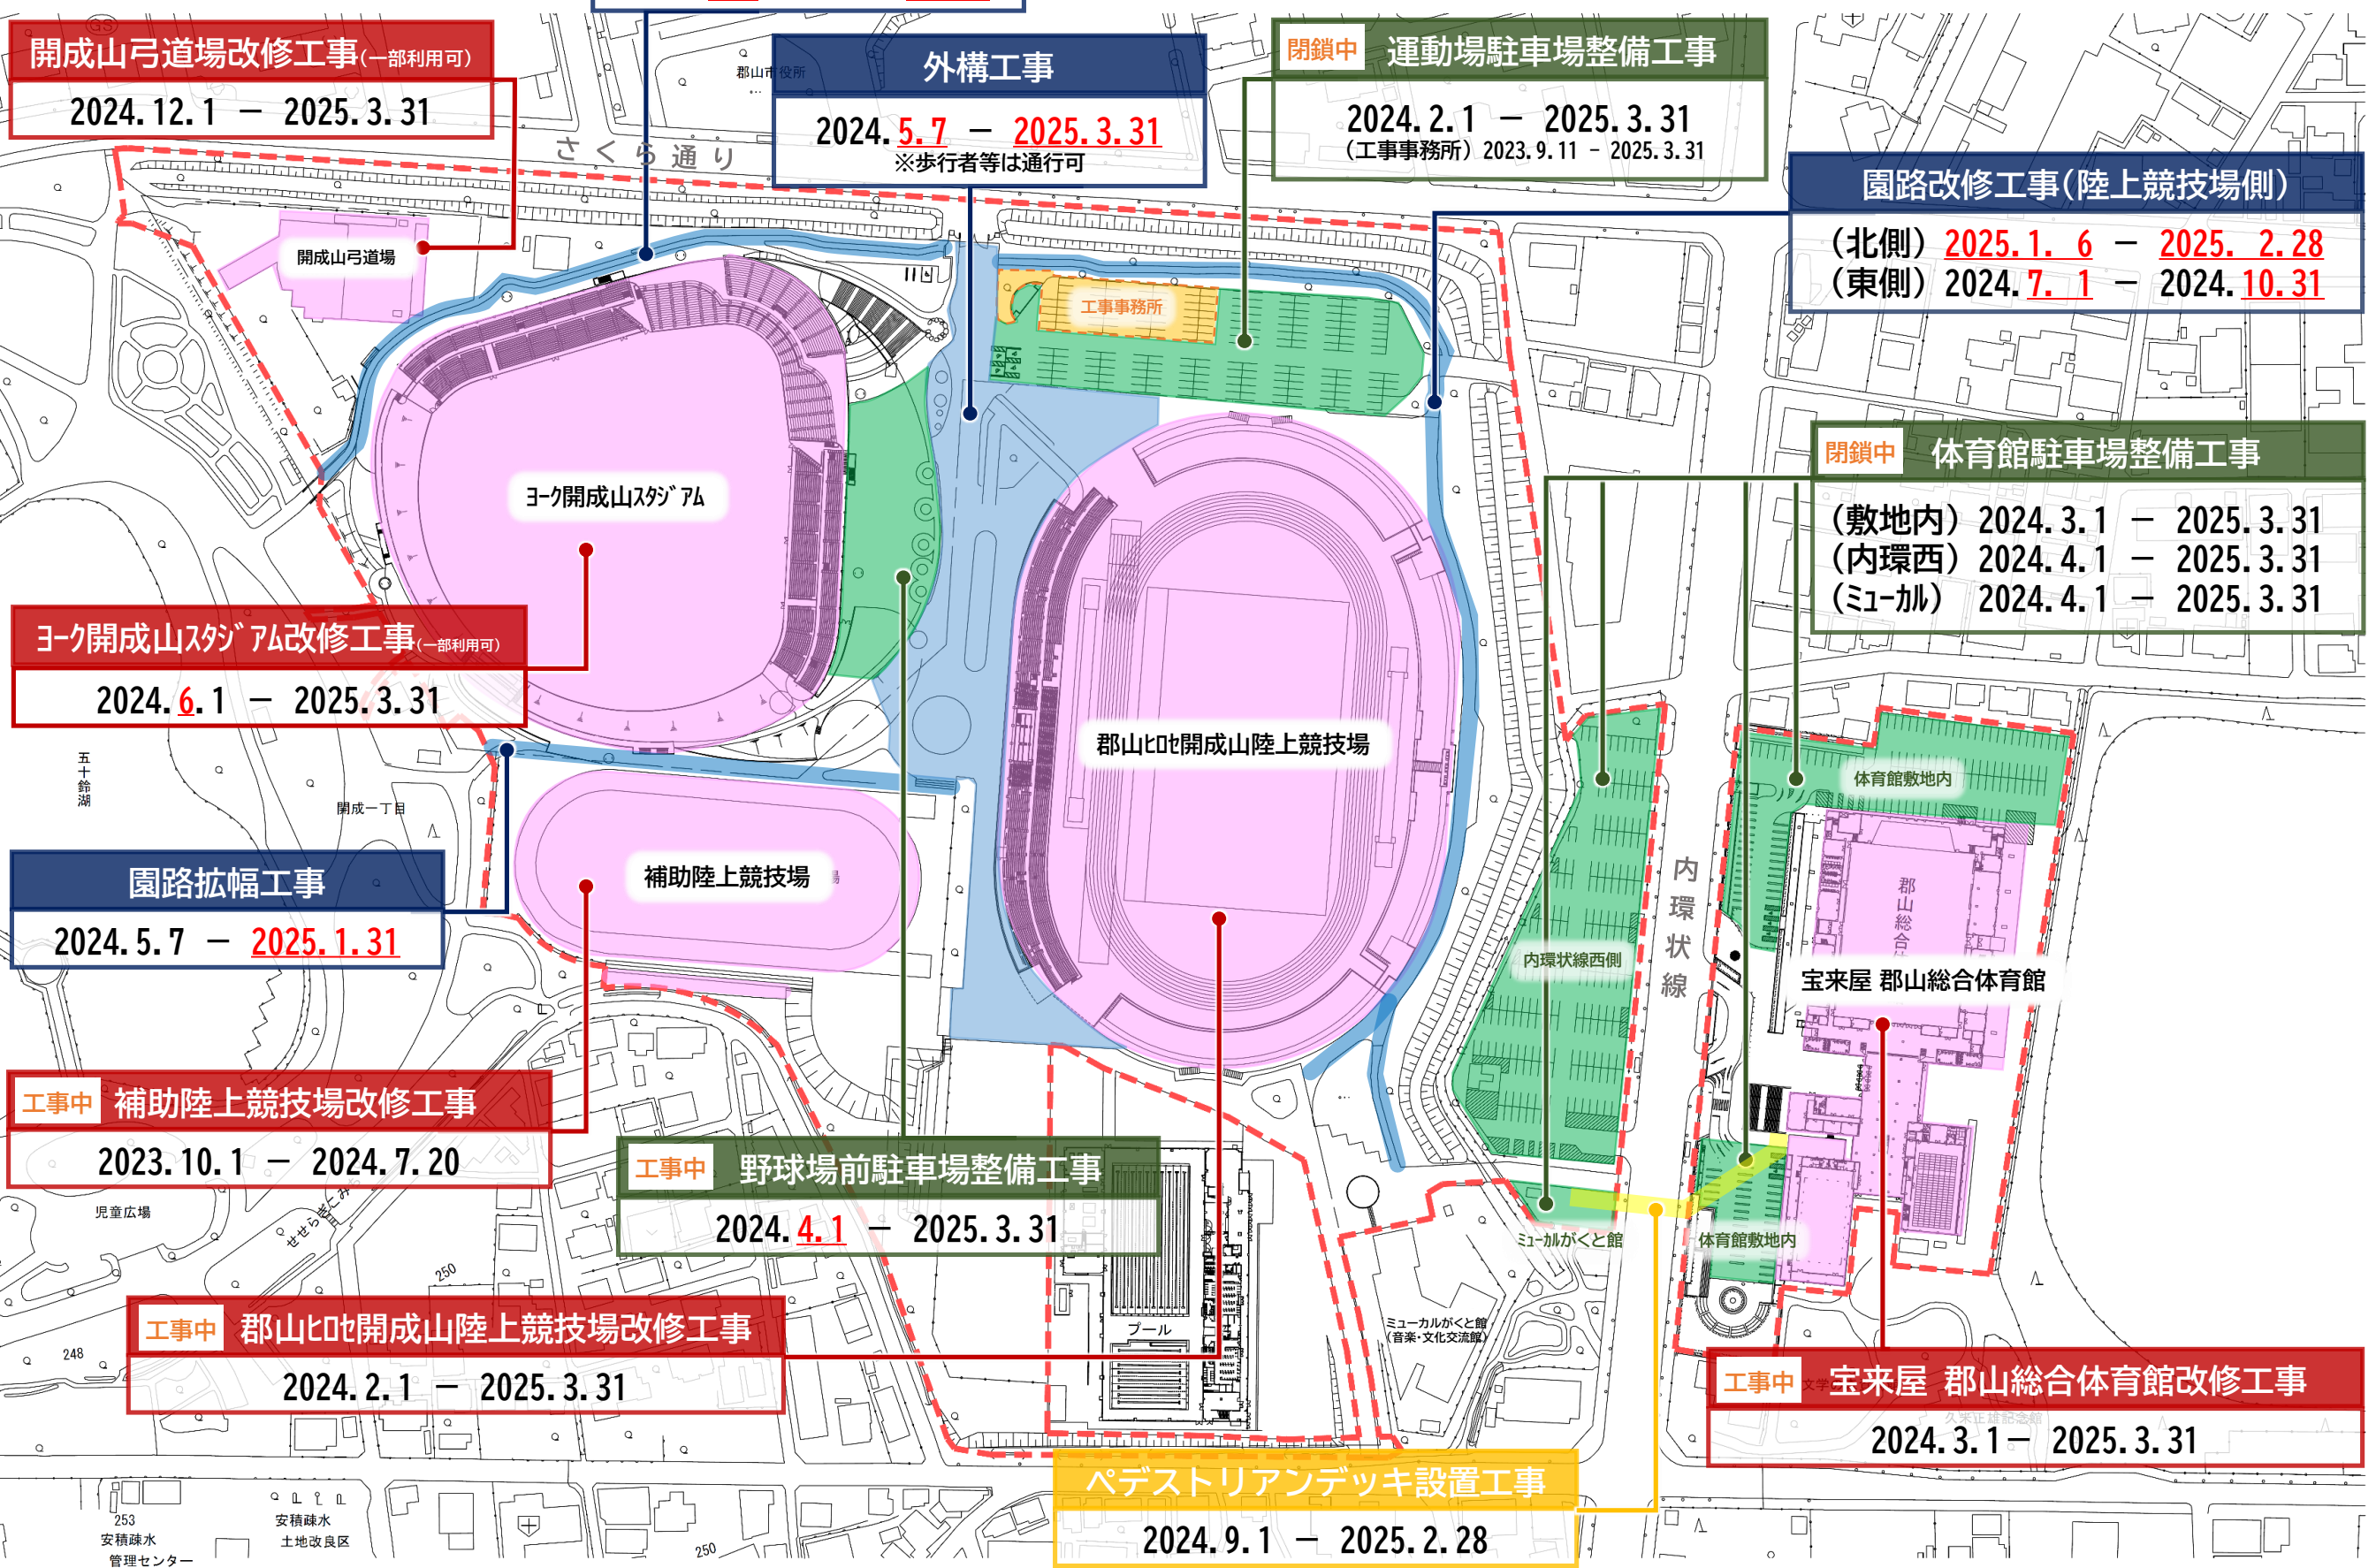 開成山弓道場改修工事(一部利用可)
2024.12.1 － 2025.3.31
郡山市役所
外構工事
2024.5.7 － 2025.3.31
※歩行者等は通行可
閉鎖中 運動場駐車場整備工事
2024.2.1 － 2025.3.31
(工事事務所) 2023.9.11 - 2025.3.31
さくら通り
園路改修工事(陸上競技場側)
(北側) 2025.1. 6 － 2025. 2.28
(東側) 2024.7. 1 － 2024.10.31
開成山弓道場
工事事務所
閉鎖中 体育館駐車場整備工事
(敷地内) 2024.3.1 － 2025.3.31
(内環西) 2024.4.1 － 2025.3.31
(ﾐｭｰｶﾙ) 2024.4.1 － 2025.3.31
ﾖｰｸ開成山ｽﾀｼﾞｱﾑ
ﾖｰｸ開成山ｽﾀｼﾞｱﾑ改修工事(一部利用可)
2024.6.1 － 2025.3.31
郡山ﾋﾛｾ開成山陸上競技場
五十鈴湖
開成一丁目
体育館敷地内
補助陸上競技場
園路拡幅工事
2024.5.7 － 2025.1.31
内環状線
内環状線西側
郡山総合
宝来屋 郡山総合体育館
工事中 補助陸上競技場改修工事
2023.10.1 － 2024.7.20
工事中 野球場前駐車場整備工事
2024.4.1 － 2025.3.31
児童広場
せせらぎこみち
ﾐｭｰｶﾙがくと館
体育館敷地内
250
工事中 郡山ﾋﾛｾ開成山陸上競技場改修工事
2024.2.1 － 2025.3.31
248
プール
ミューカルがくと館
(音楽・文化交流館)
工事中 宝来屋 郡山総合体育館改修工事
久米正雄記念館
2024.3.1－ 2025.3.31
ペデストリアンデッキ設置工事
2024.9.1 － 2025.2.28
253
安積疎水
管理センター
安積疎水
土地改良区
250